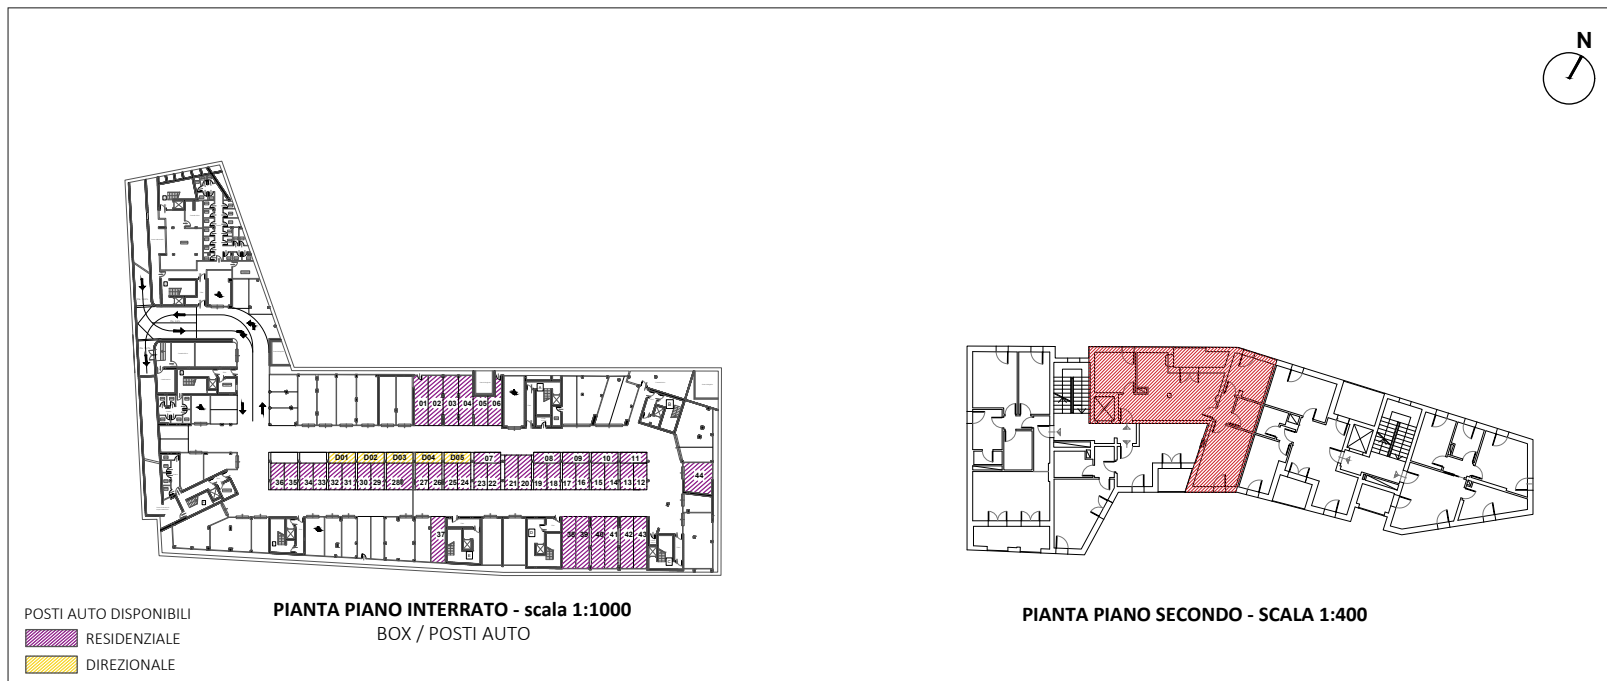 N
01 02 03 04 05 06
D01 D02 D03 D04 D05 07 08 09 10 11
36 35 34 33 32 31 30 29 28 27 26 25 24 23 22 21 20 19 18 17 16 15 14 13 12
44
37 38 39 40 41 42 43
PIANTA PIANO INTERRATO - scala 1:1000
BOX / POSTI AUTO
PIANTA PIANO SECONDO - SCALA 1:400
POSTI AUTO DISPONIBILI
RESIDENZIALE
DIREZIONALE